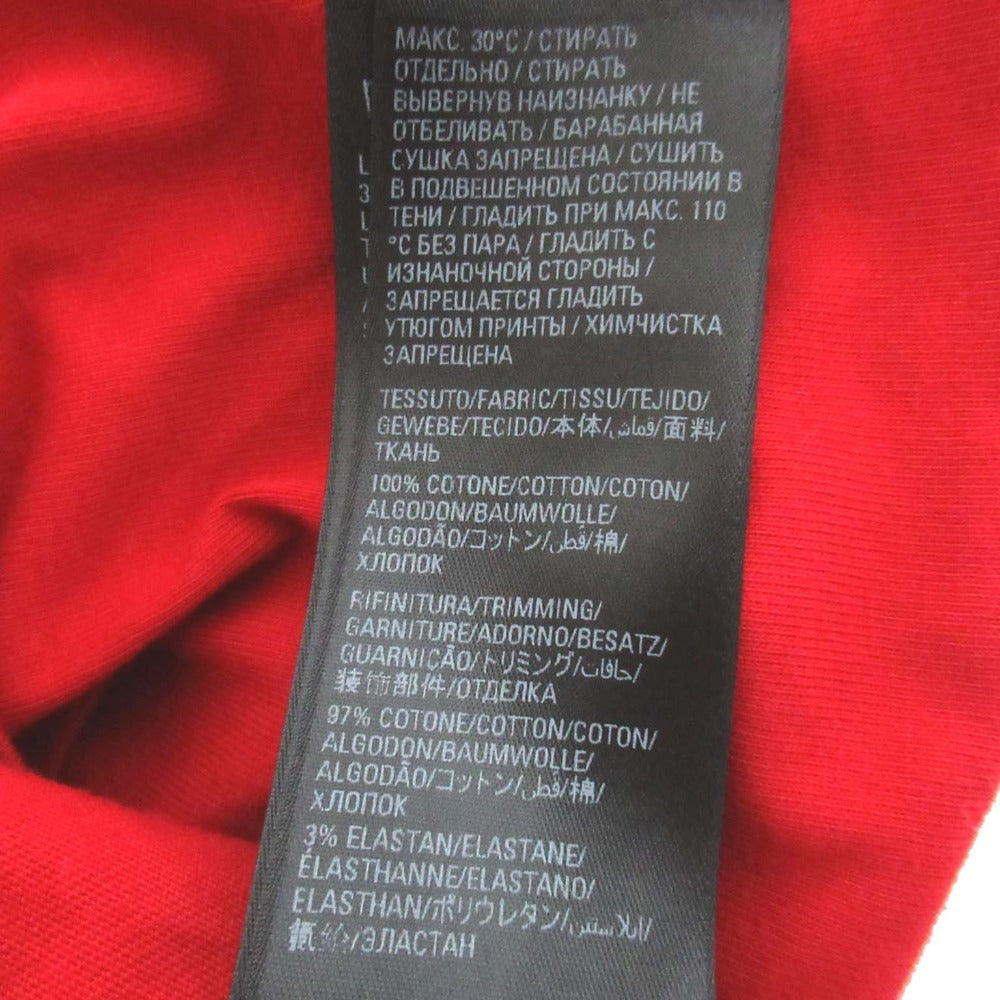 МАКС. 30°C / СТИРАТЬ
ОТДЕЛЬНО / СТИРАТЬ
ВЫВЕРНУВ НАИЗНАНКУ / НЕ
ОТБЕЛИВАТЬ / БАРАБАННАЯ
СУШКА ЗАПРЕЩЕНА / СУШИТЬ
В ПОДВЕШЕННОМ СОСТОЯНИИ В
ТЕНИ / ГЛАДИТЬ ПРИ МАКС. 110
°C БЕЗ ПАРА / ГЛАДИТЬ С
ИЗНАНОЧНОЙ СТОРОНЫ /
ЗАПРЕЩАЕТСЯ ГЛАДИТЬ
УТЮГОМ ПРИНТЫ / ХИМЧИСТКА
ЗАПРЕЩЕНА
TESSUTO/FABRIC/TISSU/TEJIDO/
GEWEBE/TECIDO/本体/قماش/面料/
ТКАНЬ
100% COTONE/COTTON/COTON/
ALGODON/BAUMWOLLE/
ALGODÃO/コットン/قطن/棉/
ХЛОПОК
RIFINITURA/TRIMMING/
GARNITURE/ADORNO/BESATZ/
GUARNIÇÃO/トリミング/حافات/
装饰部件/ОТДЕЛКА
97% COTONE/COTTON/COTON/
ALGODON/BAUMWOLLE/
ALGODÃO/コットン/قطن/棉/
ХЛОПОК
3% ELASTAN/ELASTANE/
ÉLASTHANNE/ELASTANO/
ELASTHAN/ポリウレタン/إيلاستين/
氨纶/ЭЛАСТАН